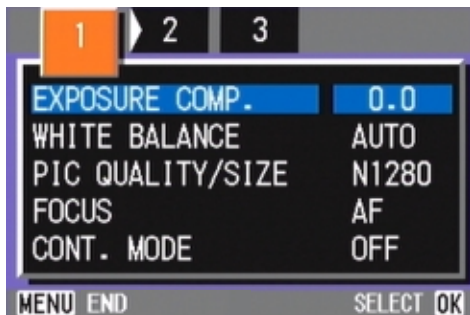 1 2 3
EXPOSURE COMP. 0.0
WHITE BALANCE AUTO
PIC QUALITY/SIZE N1280
FOCUS AF
CONT. MODE OFF
MENU END SELECT OK